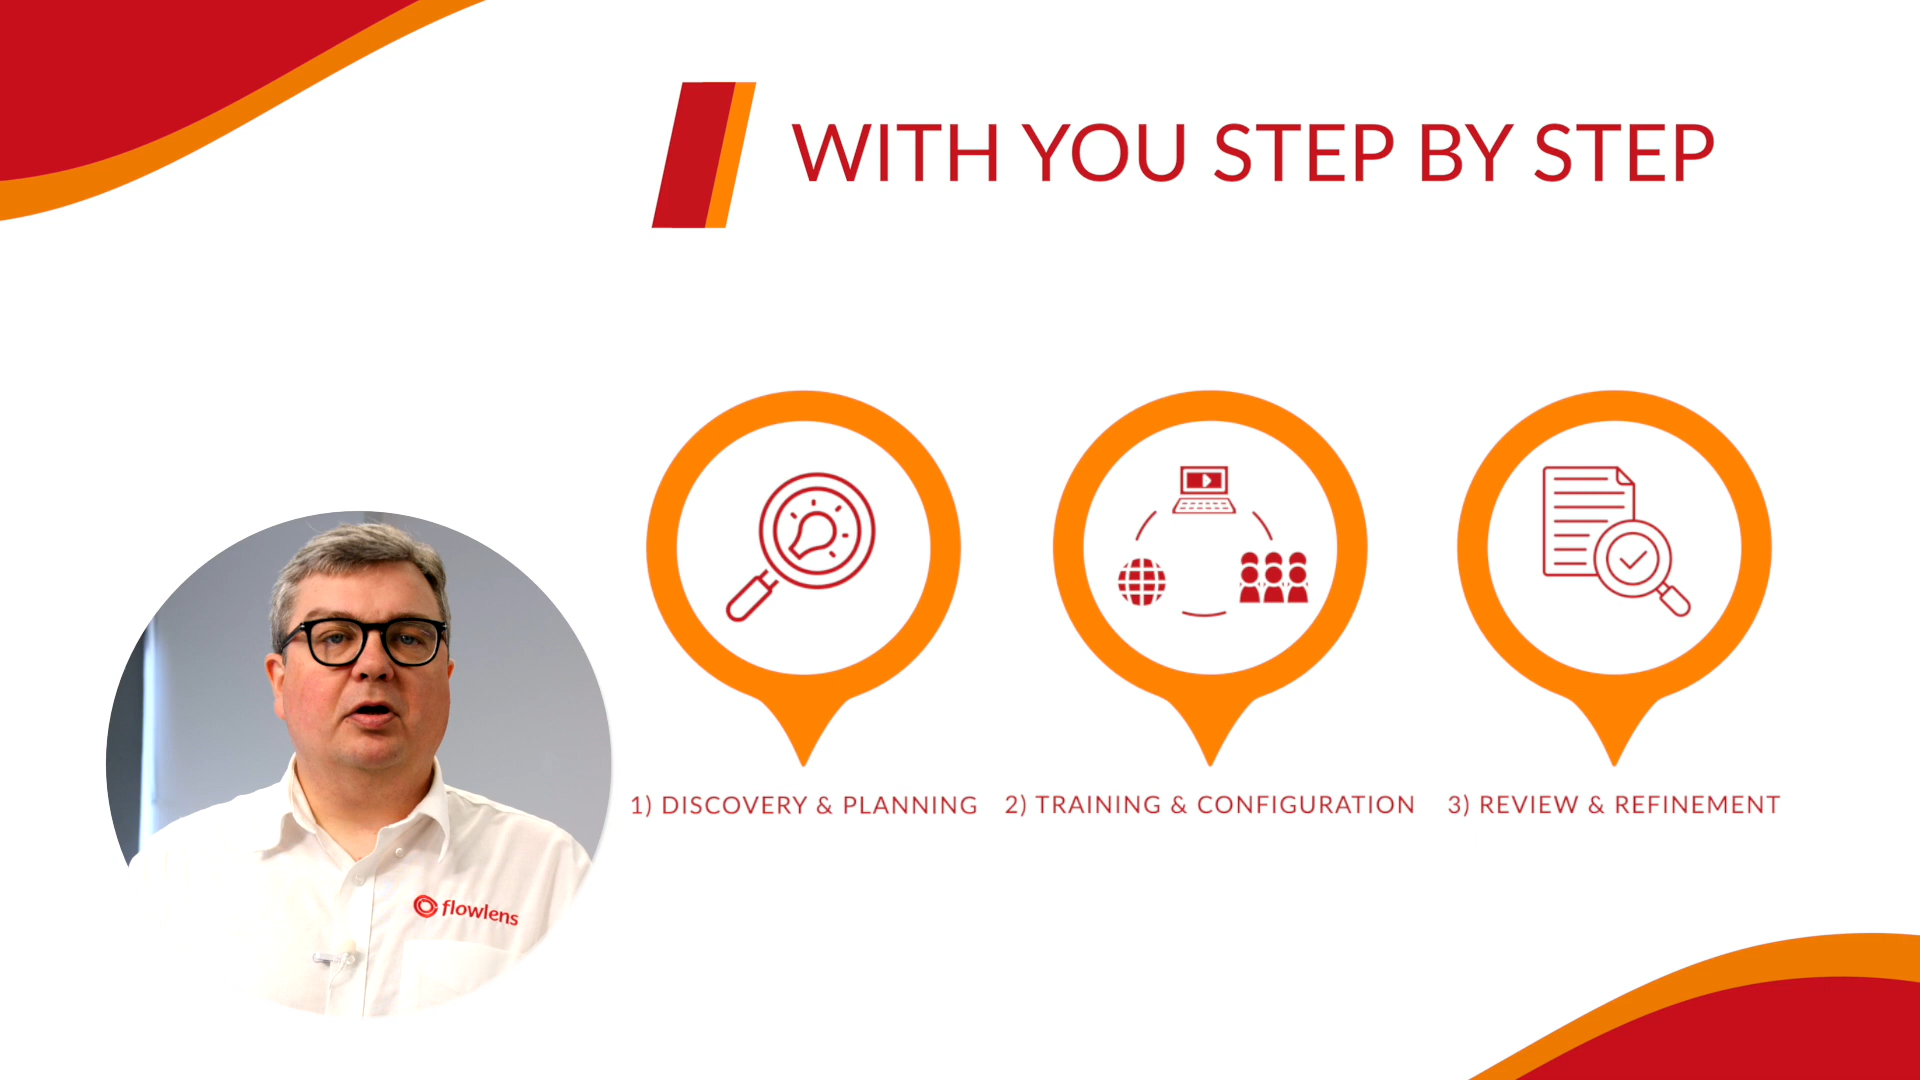 WITH YOU STEP BY STEP
1) DISCOVERY & PLANNING
2) TRAINING & CONFIGURATION
3) REVIEW & REFINEMENT
flowlens